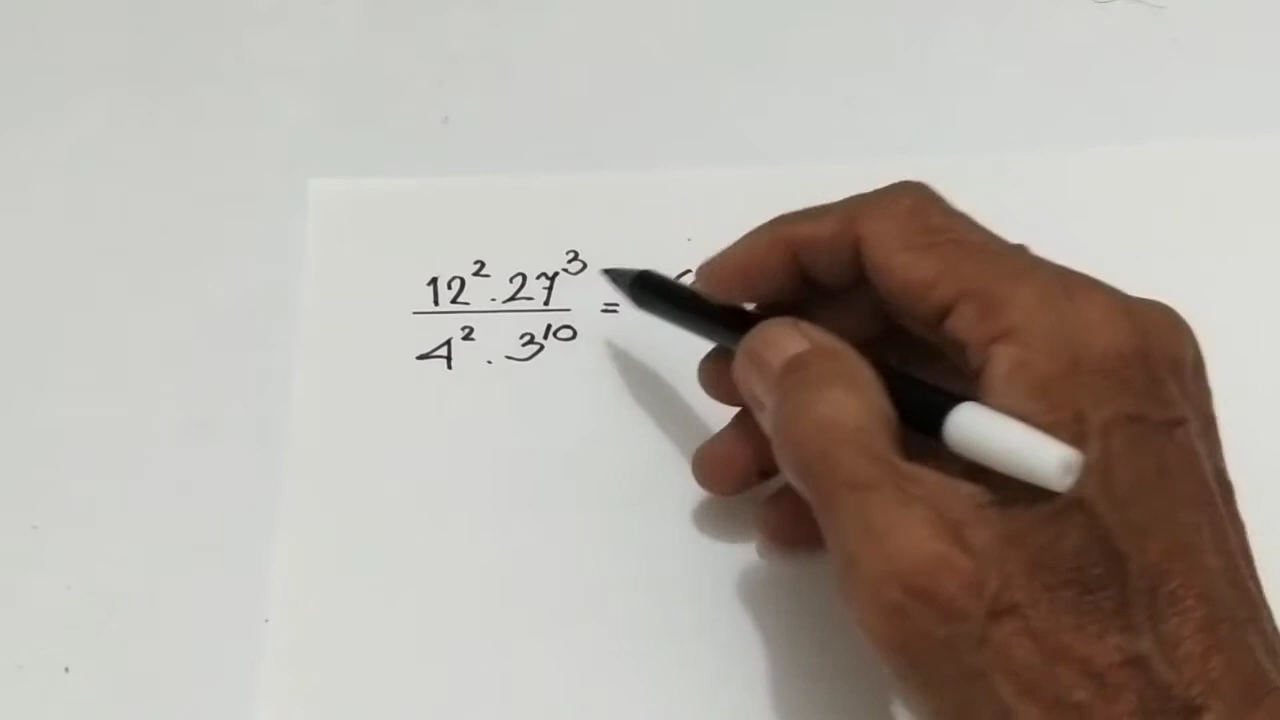 12² . 27³
4² . 3¹⁰ =